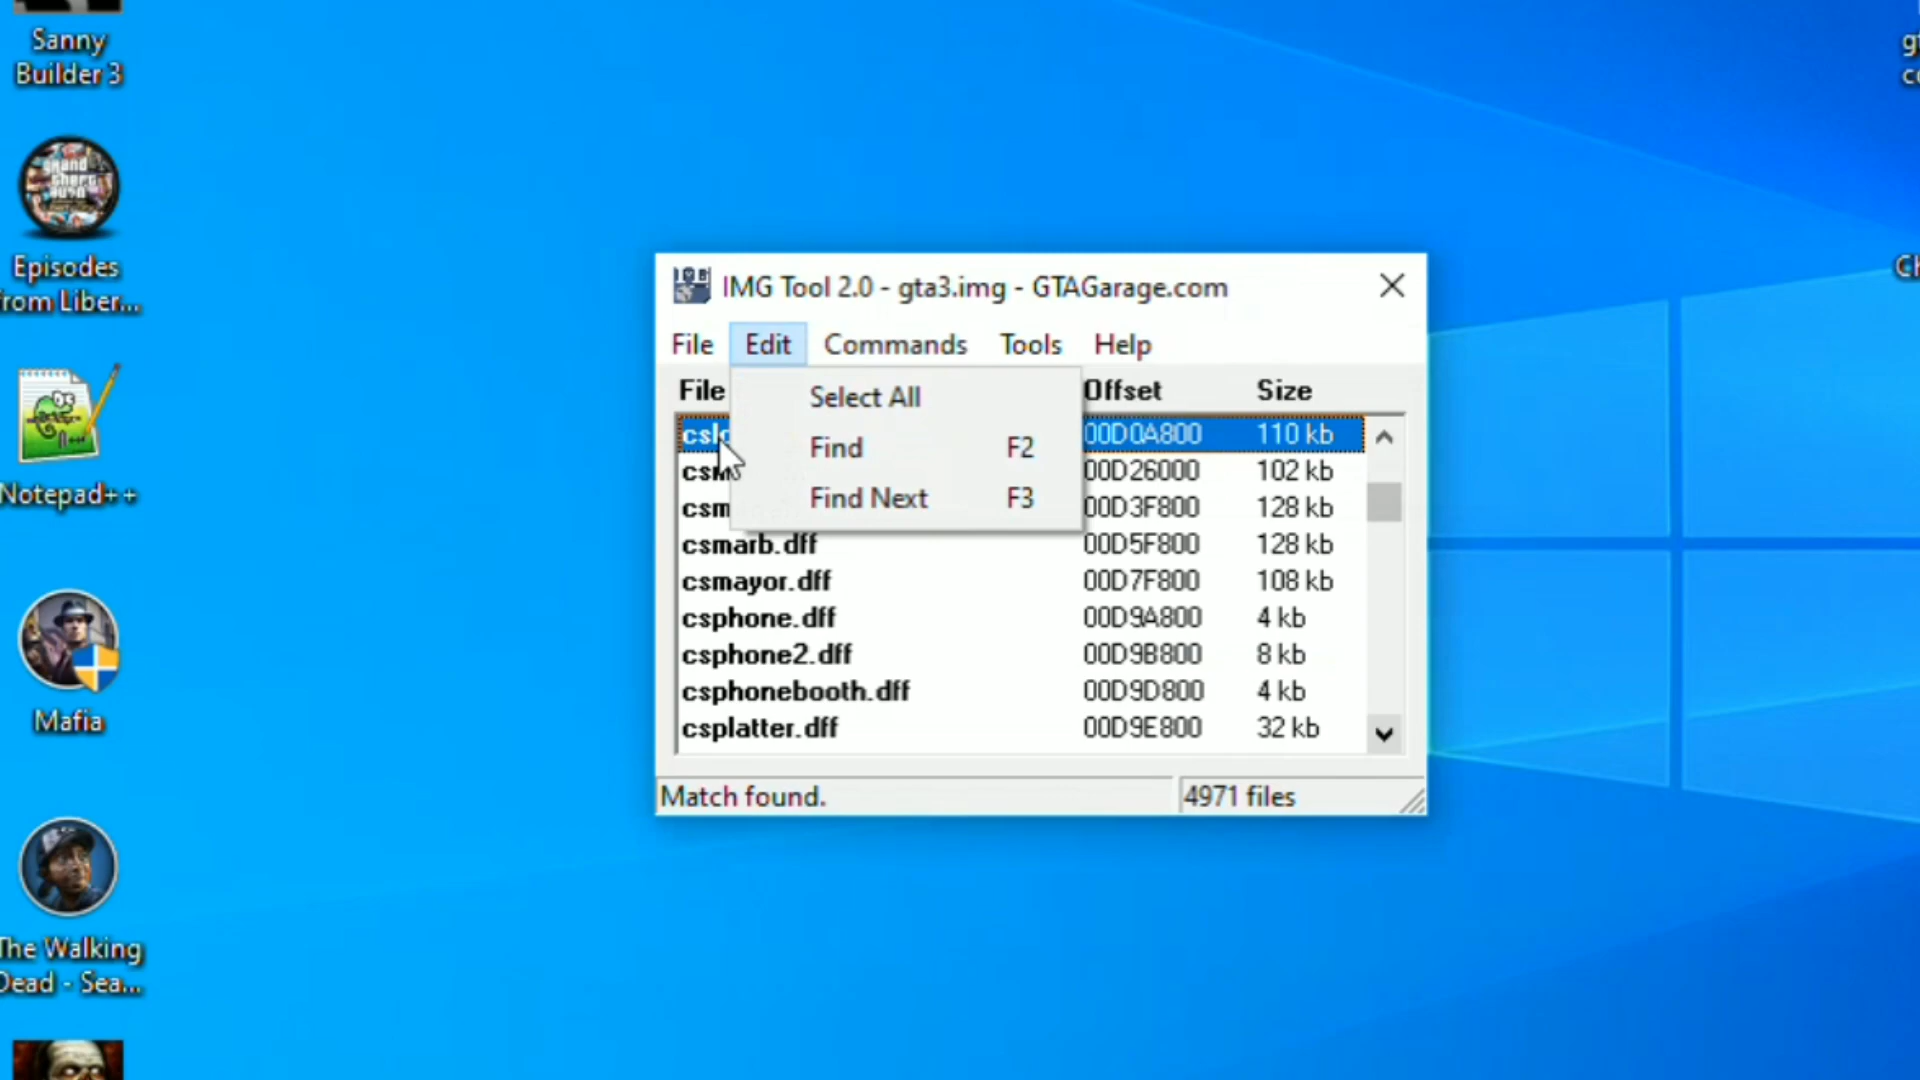 Sanny
Builder 3
Episodes
from Liber...
Notepad++
Mafia
The Walking
Dead - Sea...
IMG Tool 2.0 - gta3.img - GTAGarage.com
File Edit Commands Tools Help
File Offset Size
Select All
Find F2
Find Next F3
00D0A800 110 kb
00D26000 102 kb
00D3F800 128 kb
csmarb.dff 00D5F800 128 kb
csmayor.dff 00D7F800 108 kb
csphone.dff 00D9A800 4 kb
csphone2.dff 00D9B800 8 kb
csphonebooth.dff 00D9D800 4 kb
csplatter.dff 00D9E800 32 kb
Match found. 4971 files